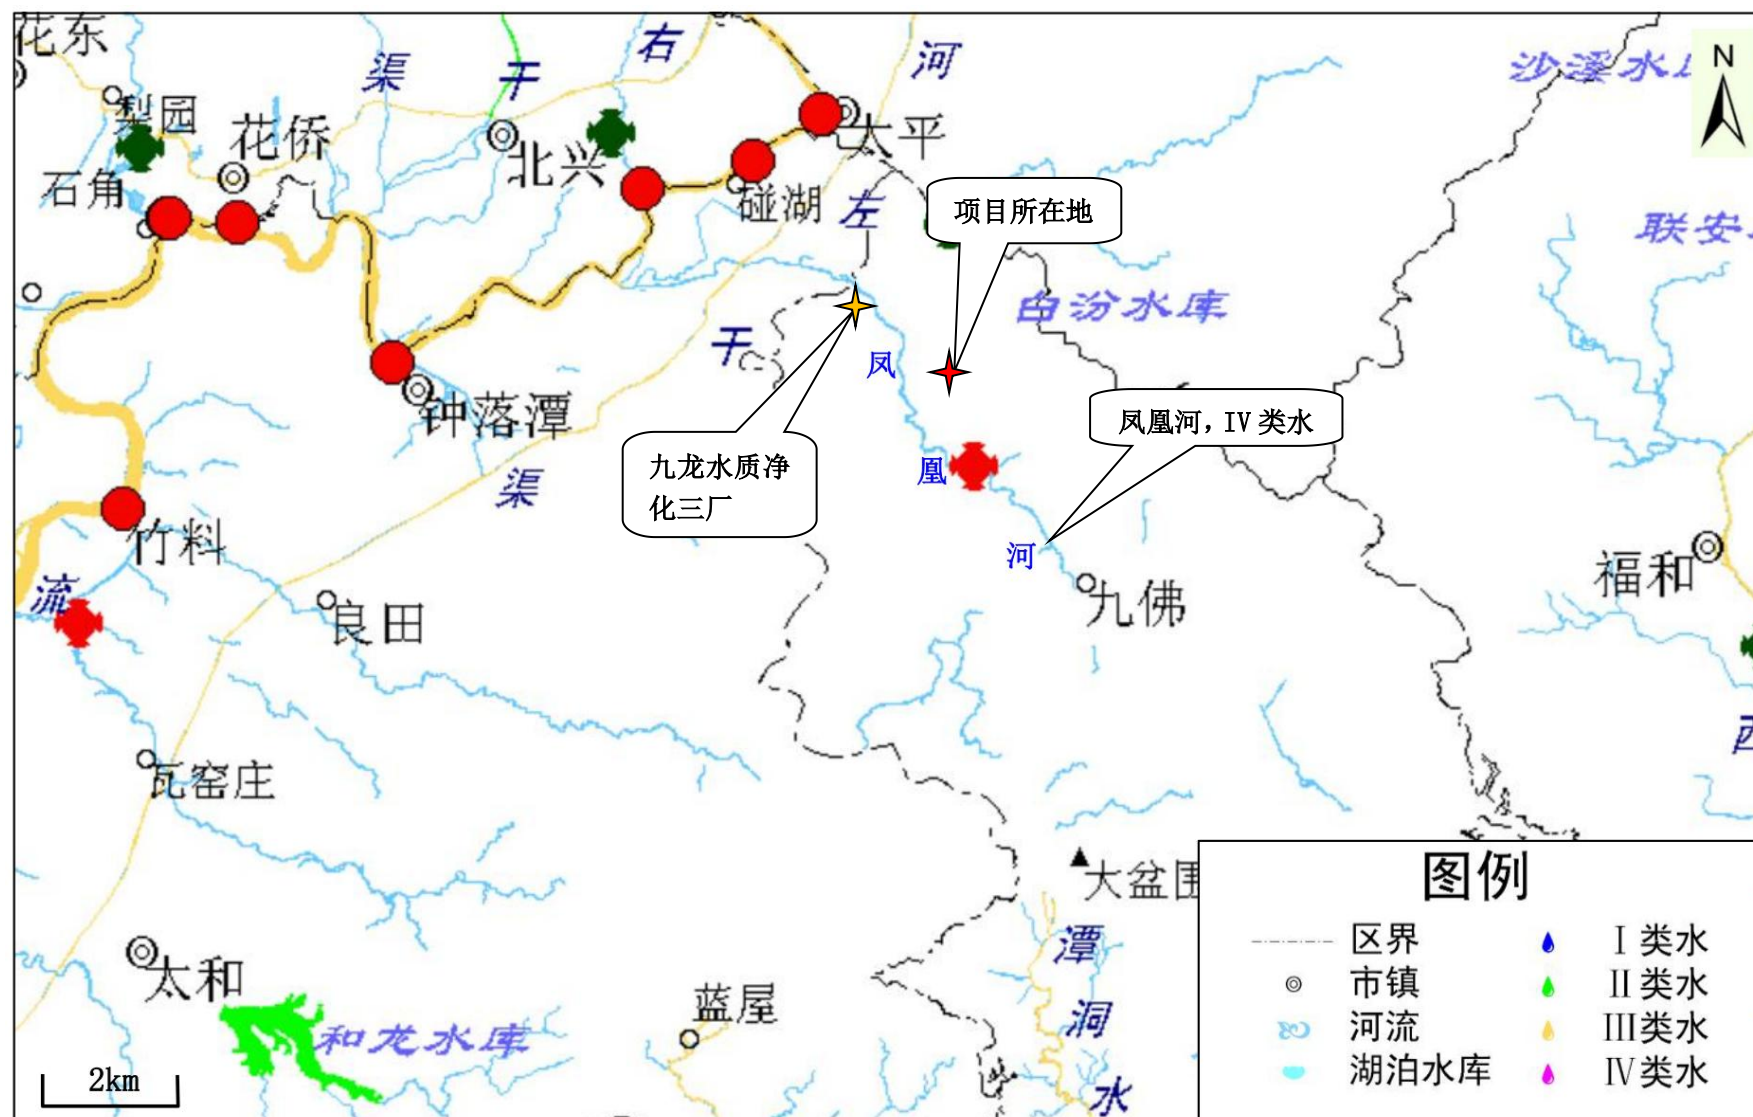 花东
渠
干
右
河
沙溪水
N
梨园
花侨
北兴
太平
石角
碰湖
左
项目所在地
联安
白汾水库
干
凤
钟落潭
凤凰河，IV类水
九龙水质净
化三厂
凰
渠
竹料
河
福和
流
九佛
良田
西
瓦窑庄
大盆
图例
区界
I类水
潭
太和
市镇
II类水
蓝屋
洞
河流
III类水
和龙水库
2km
湖泊水库
IV类水
水